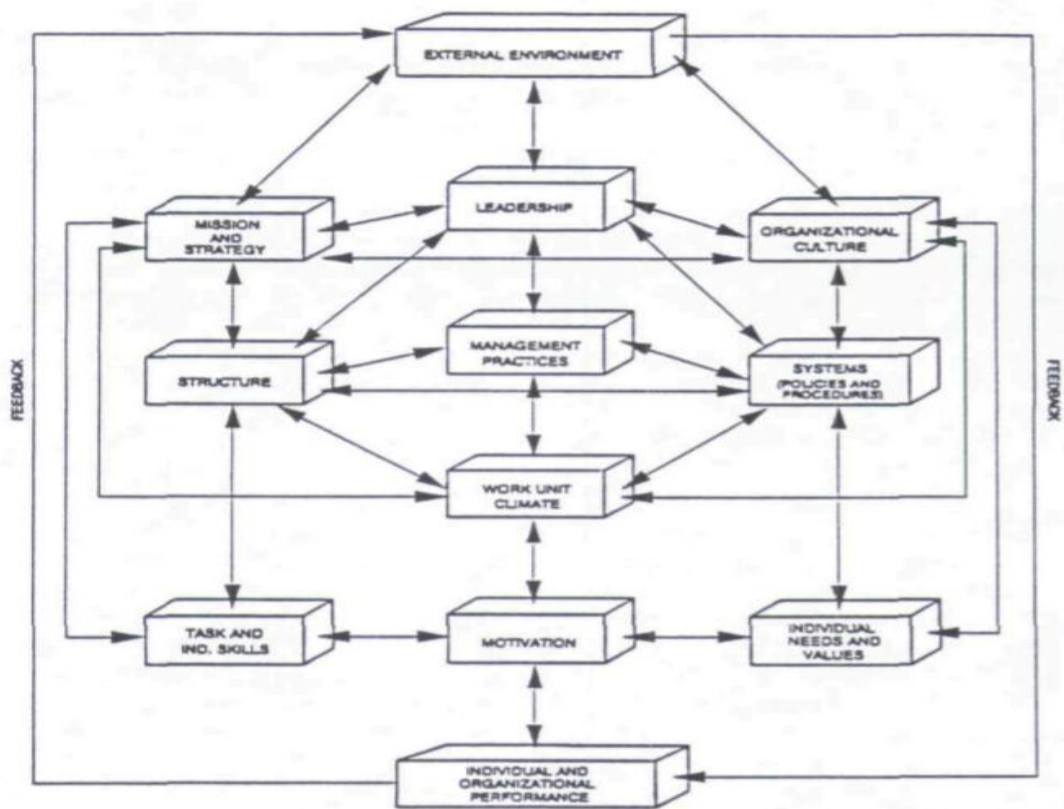 EXTERNAL ENVIRONMENT
LEADERSHIP
MISSION
AND
STRATEGY
ORGANIZATIONAL
CULTURE
MANAGEMENT
PRACTICES
STRUCTURE
SYSTEMS
(POLICIES AND
PROCEDURES)
FEEDBACK
FEEDBACK
WORK UNIT
CLIMATE
TASK AND
IND. SKILLS
MOTIVATION
INDIVIDUAL
NEEDS AND
VALUES
INDIVIDUAL AND
ORGANIZATIONAL
PERFORMANCE